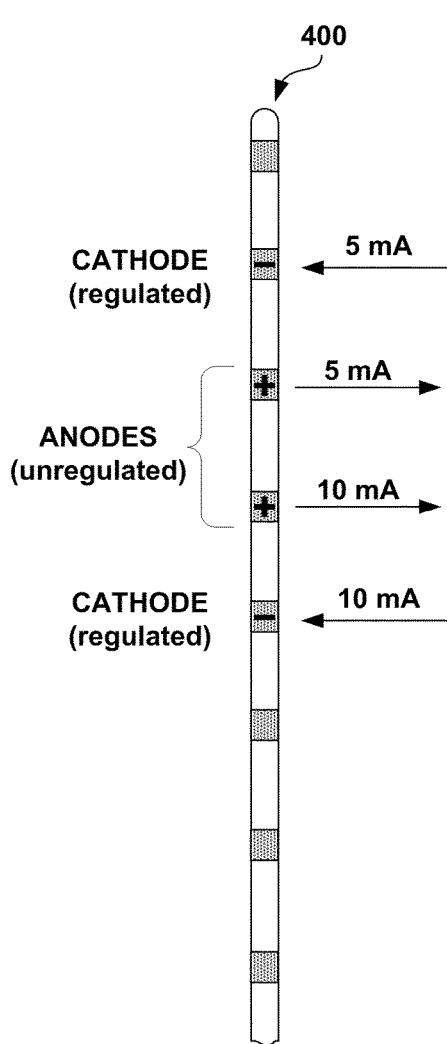 400
CATHODE
(regulated)
5 mA
−
+
5 mA
ANODES
(unregulated)
+
10 mA
CATHODE
(regulated)
−
10 mA